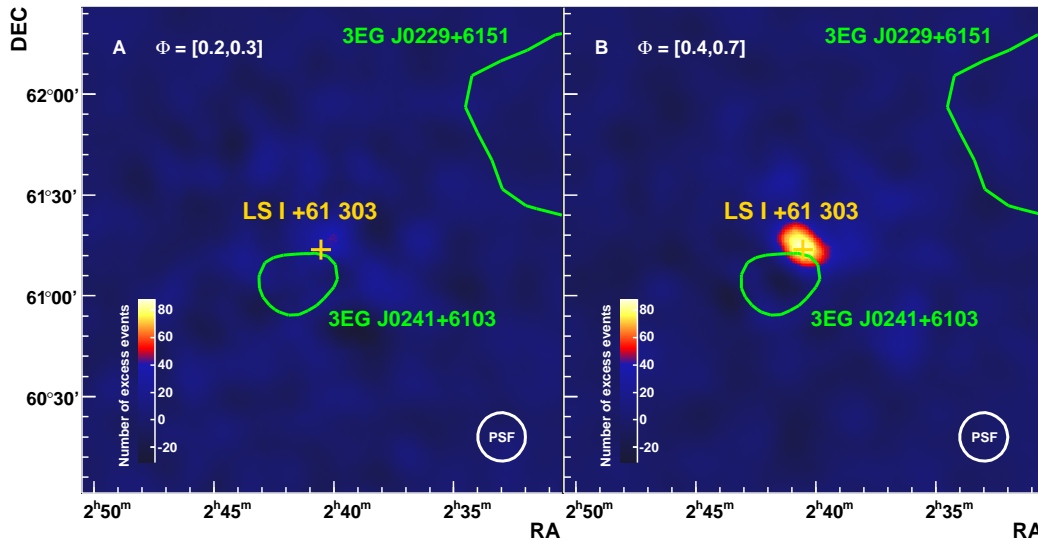 DEC
A Φ = [0.2,0.3]
3EG J0229+6151
62°00’
61°30’
61°00’
60°30’
LS I +61 303
3EG J0241+6103
Number of excess events
80
60
40
20
0
-20
PSF
2ʰ50ᵐ
2ʰ45ᵐ
2ʰ40ᵐ
2ʰ35ᵐ
RA
B Φ = [0.4,0.7]
3EG J0229+6151
LS I +61 303
3EG J0241+6103
Number of excess events
80
60
40
20
0
-20
PSF
2ʰ50ᵐ
2ʰ45ᵐ
2ʰ40ᵐ
2ʰ35ᵐ
RA